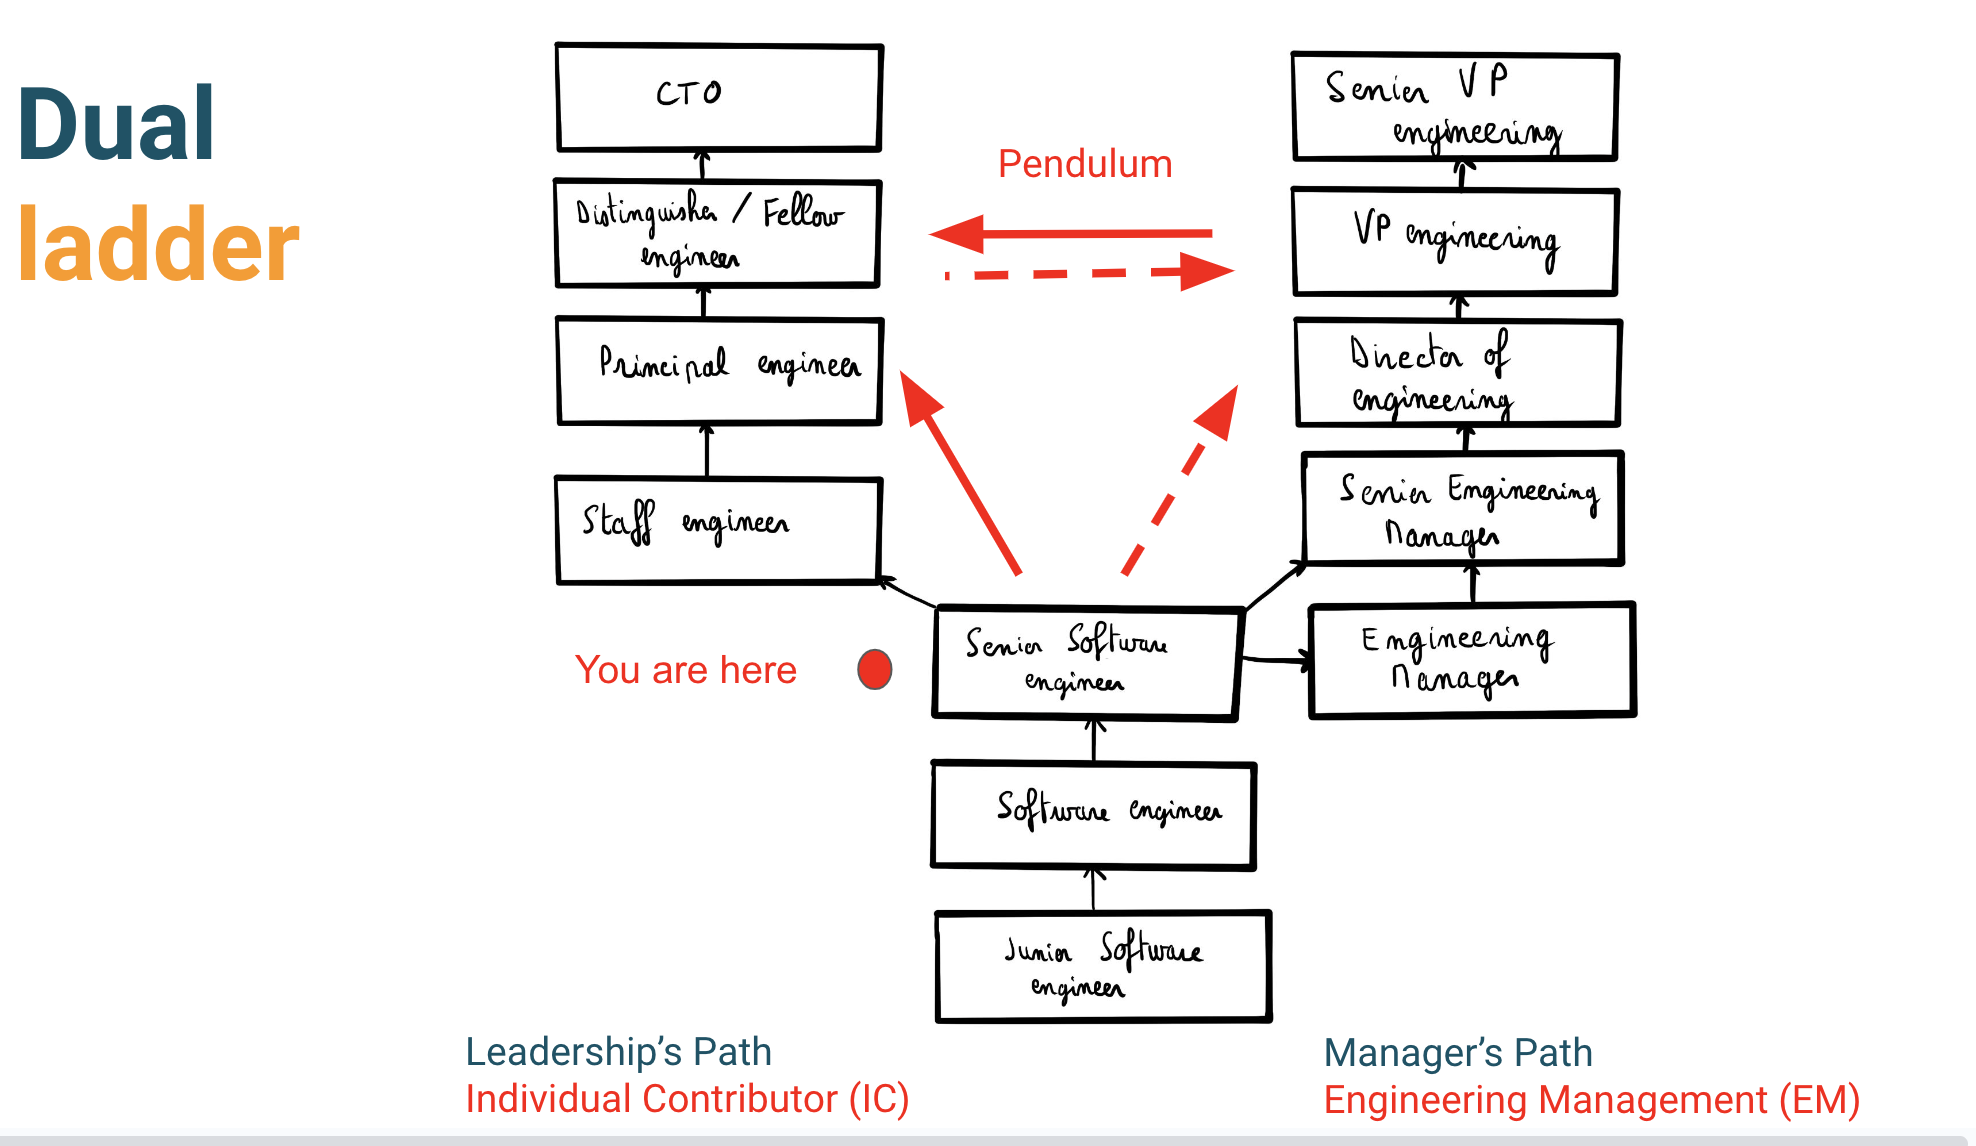 Dual
ladder
CTO
Distinguisher / Fellow
engineer
Principal engineer
Staff engineer
Pendulum
Senior VP
engineering
VP engineering
Director of
engineering
Senior Engineering
Manager
Engineering
Manager
You are here
Senior Software
engineer
Software engineer
Junior Software
engineer
Leadership’s Path
Individual Contributor (IC)
Manager’s Path
Engineering Management (EM)